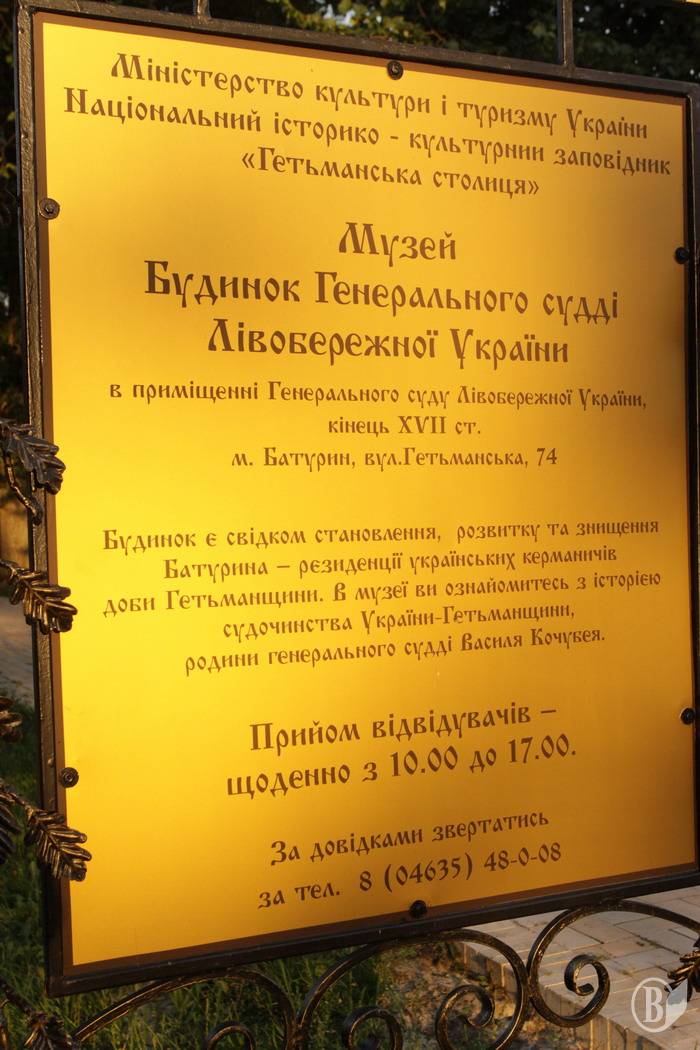 Міністерство культури і туризму України
Національний історико - культурний заповідник
«Гетьманська столиця»
Музей
Будинок Генерального судді
Лівобережної України
в приміщенні Генерального суду Лівобережної України,
кінець XVII ст.
м. Батурин, вул.Гетьманська, 74
Будинок є свідком становлення, розвитку та знищення
Батурина – резиденції українських керманичів
доби Гетьманщини. В музеї ви ознайомитесь з історією
судочинства України-Гетьманщини,
родини генерального судді Василя Кочубея.
Прийом відвідувачів –
щоденно з 10.00 до 17.00.
За довідками звертатись
за тел. 8 (04635) 48-0-08
В